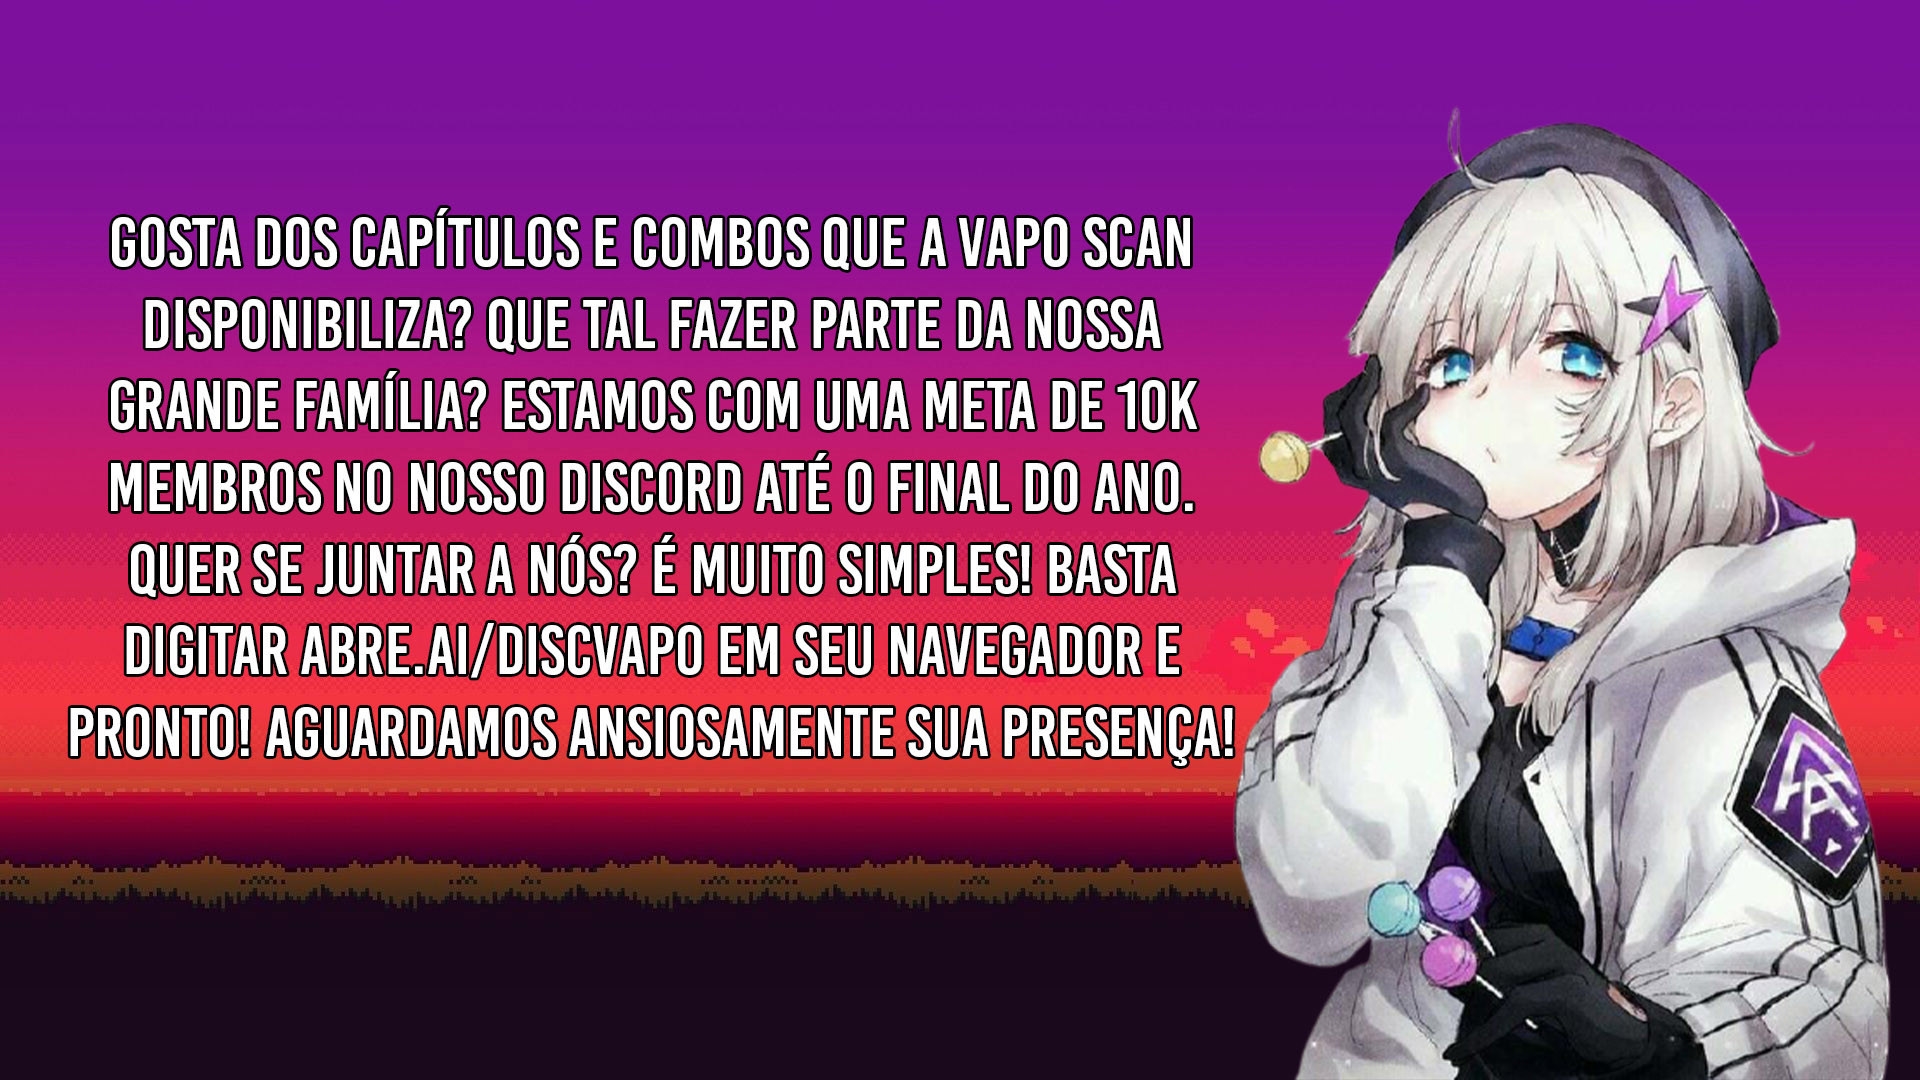 GOSTA DOS CAPÍTULOS E COMBOS QUE A VAPO SCAN
DISPONIBILIZA? QUE TAL FAZER PARTE DA NOSSA
GRANDE FAMÍLIA? ESTAMOS COM UMA META DE 10K
MEMBROS NO NOSSO DISCORD ATÉ O FINAL DO ANO.
QUER SE JUNTAR A NÓS? É MUITO SIMPLES! BASTA
DIGITAR ABRE.AI/DISCVAPO EM SEU NAVEGADOR E
PRONTO! AGUARDAMOS ANSIOSAMENTE SUA PRESENÇA!